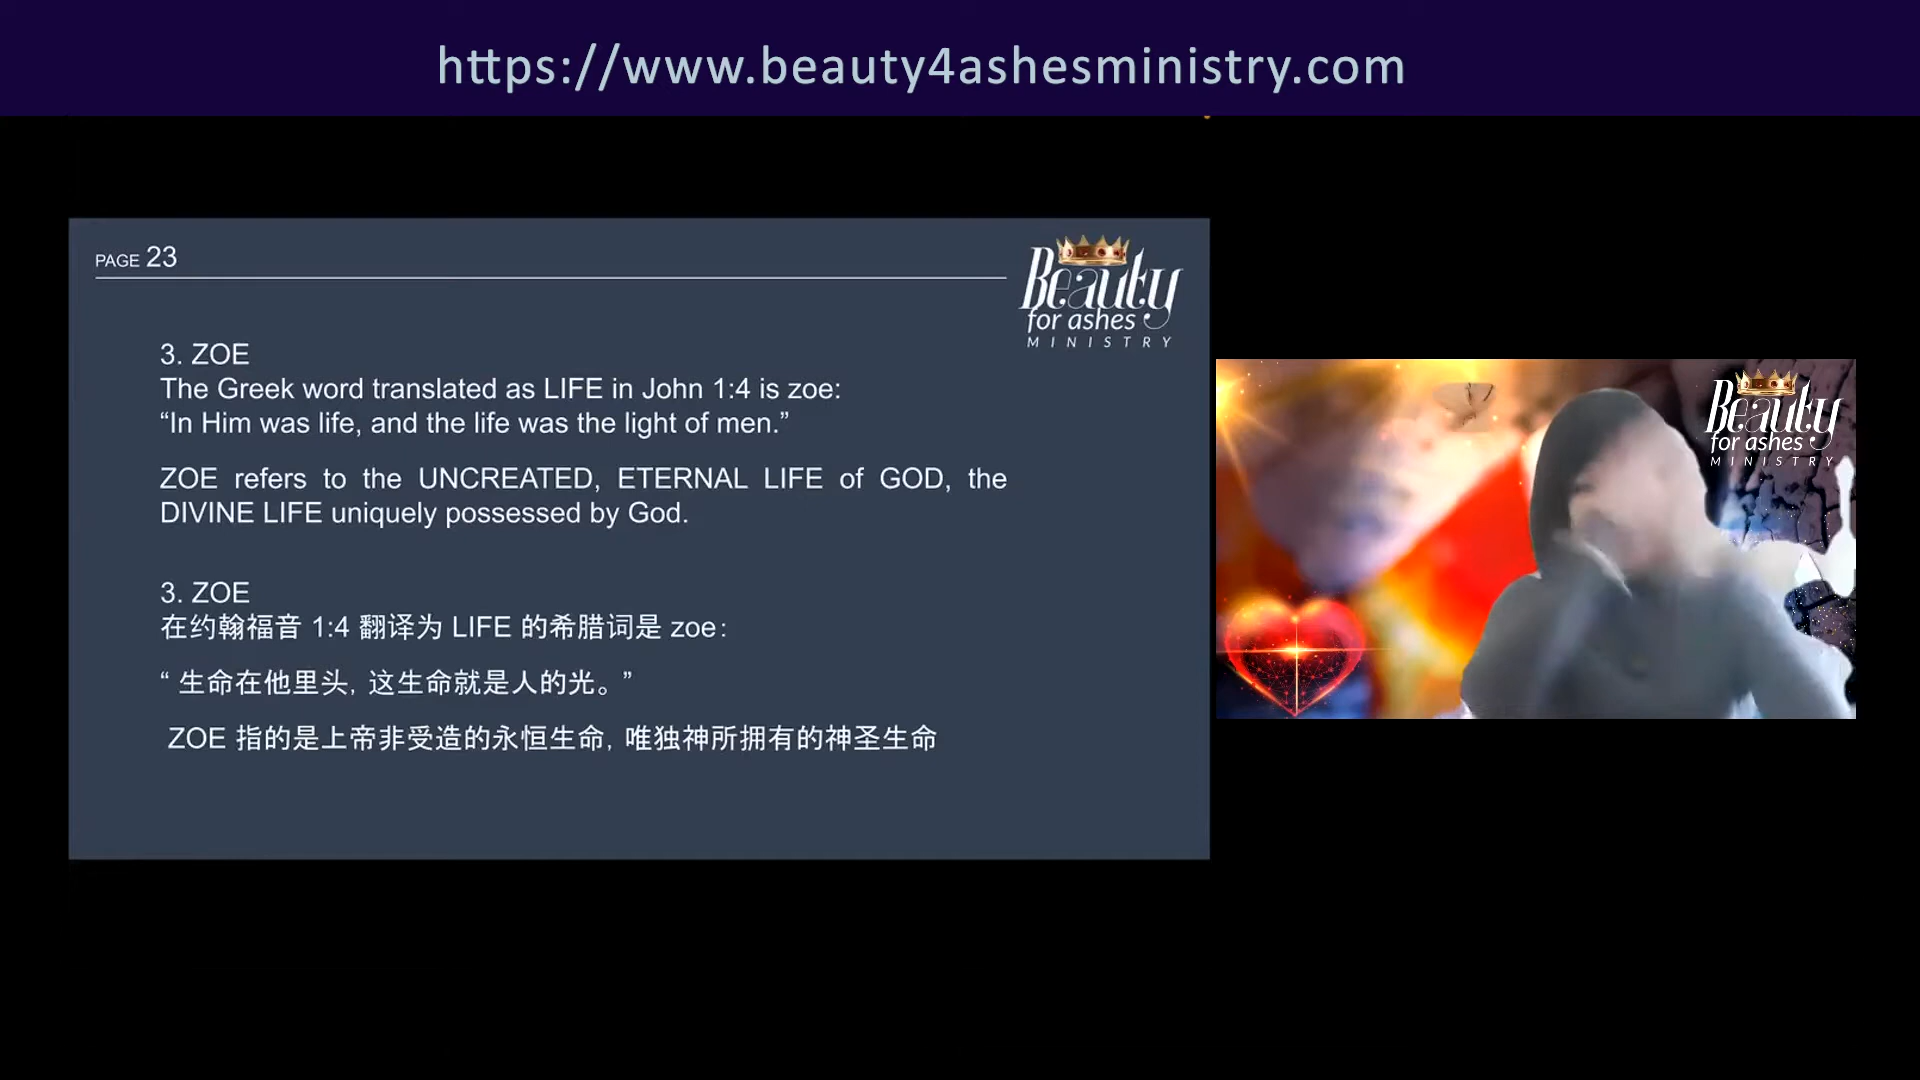 https://www.beauty4ashesministry.com
PAGE 23
Beauty
for ashes
MINISTRY
3. ZOE
The Greek word translated as LIFE in John 1:4 is zoe:
“In Him was life, and the life was the light of men.”
ZOE refers to the UNCREATED, ETERNAL LIFE of GOD, the
DIVINE LIFE uniquely possessed by God.
3. ZOE
在约翰福音 1:4 翻译为 LIFE 的希腊词是 zoe：
“ 生命在他里头，这生命就是人的光。”
ZOE 指的是上帝非受造的永恒生命，唯独神所拥有的神圣生命
Beauty
for ashes
MINISTRY